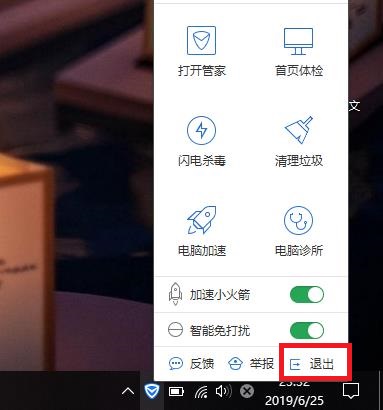 打开管家 首页体检
文
闪电杀毒 清理垃圾
电脑加速 电脑诊所
加速小火箭
智能免打扰
反馈 举报 退出
2019/6/25